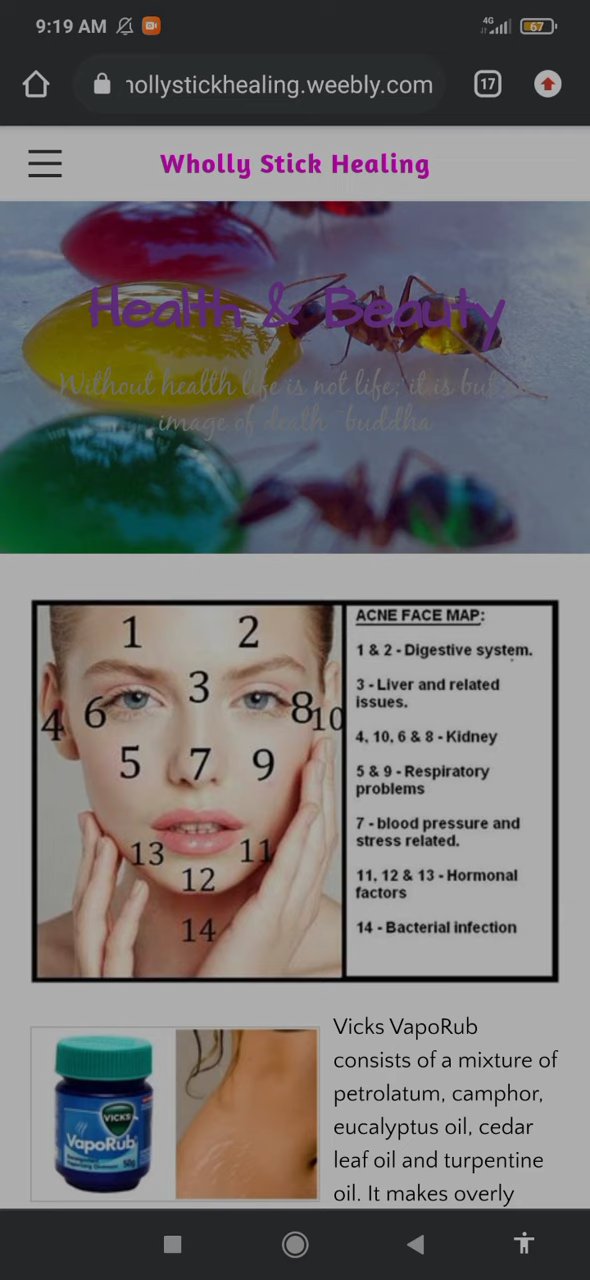 9:19 AM
4G
67
hollystickhealing.weebly.com
17
Wholly Stick Healing
Health & Beauty
Without health life is not life; it is but
image of death ~buddha
1 2
3
4 6 8 10
5 7 9
13 11
12
14
ACNE FACE MAP:
1 & 2 - Digestive system.
3 - Liver and related
issues.
4, 10, 6 & 8 - Kidney
5 & 9 - Respiratory
problems
7 - blood pressure and
stress related.
11, 12 & 13 - Hormonal
factors
14 - Bacterial infection
VICKS
VapoRub
50g
Vicks VapoRub
consists of a mixture of
petrolatum, camphor,
eucalyptus oil, cedar
leaf oil and turpentine
oil. It makes overly